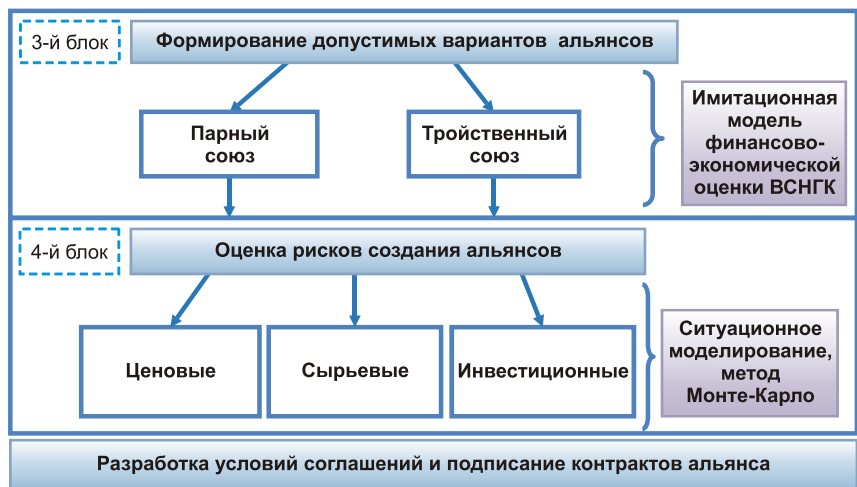 3-й блок
Формирование допустимых вариантов альянсов
Парный
союз
Тройственный
союз
Имитационная
модель
финансово-
экономической
оценки ВСНГК
4-й блок
Оценка рисков создания альянсов
Ценовые
Сырьевые
Инвестиционные
Ситуационное
моделирование,
метод
Монте-Карло
Разработка условий соглашений и подписание контрактов альянса